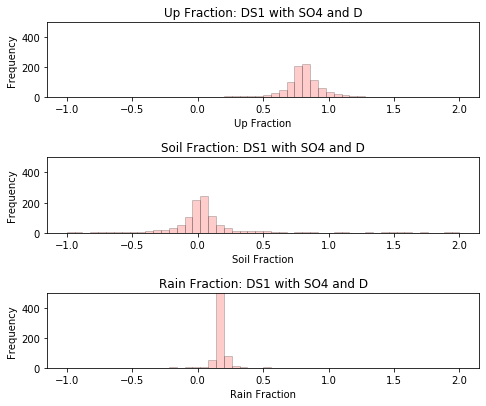 Up Fraction: DS1 with SO4 and D
Frequency
400
200
0
−1.0 −0.5 0.0 0.5 1.0 1.5 2.0
Up Fraction
Soil Fraction: DS1 with SO4 and D
Frequency
400
200
0
−1.0 −0.5 0.0 0.5 1.0 1.5 2.0
Soil Fraction
Rain Fraction: DS1 with SO4 and D
Frequency
400
200
0
−1.0 −0.5 0.0 0.5 1.0 1.5 2.0
Rain Fraction